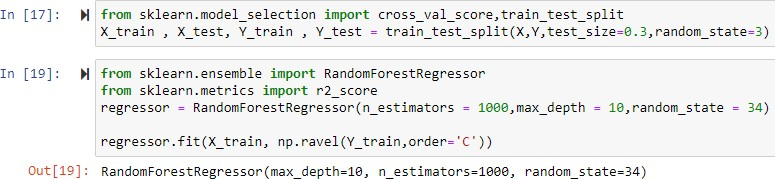 In [17]: from sklearn.model_selection import cross_val_score,train_test_split
X_train , X_test, Y_train , Y_test = train_test_split(X,Y,test_size=0.3,random_state=3)
In [19]: from sklearn.ensemble import RandomForestRegressor
from sklearn.metrics import r2_score
regressor = RandomForestRegressor(n_estimators = 1000,max_depth = 10,random_state = 34)
regressor.fit(X_train, np.ravel(Y_train,order='C'))
Out[19]: RandomForestRegressor(max_depth=10, n_estimators=1000, random_state=34)